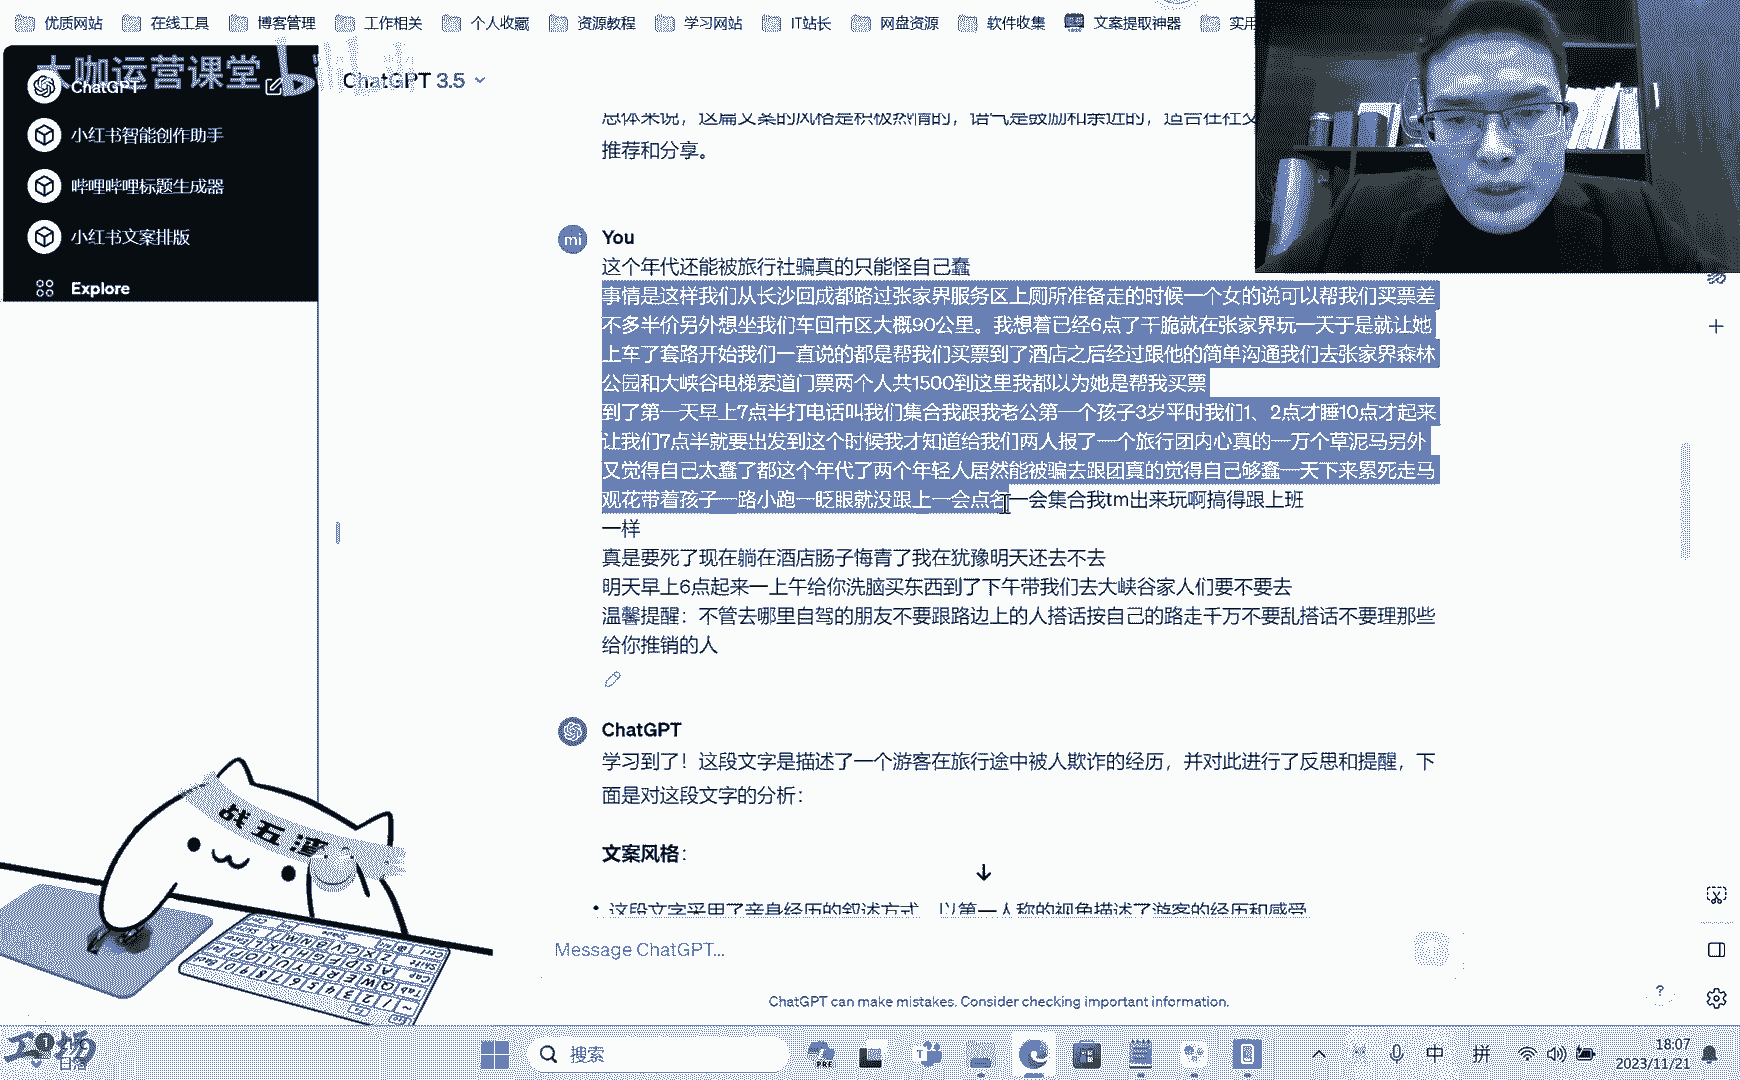 优质网站 在线工具 博客管理 工作相关 个人收藏 资源教程 学习网站 IT站长 网盘资源 软件收集 文案提取神器 实用
大咖运营课堂
ChatGPT
小红书智能创作助手
哔哩哔哩标题生成器
小红书文案排版
Explore
ChatGPT 3.5
总体来说，这篇文案的风格是积极热情的，语气是鼓励和亲近的，适合在社交
推荐和分享。
mi You
这个年代还能被旅行社骗真的只能怪自己蠢
事情是这样我们从长沙回成都路过张家界服务区上厕所准备走的时候一个女的说可以帮我们买票差
不多半价另外想坐我们车回市区大概90公里。我想着已经6点了干脆就在张家界玩一天于是就让她
上车了套路开始我们一直说的都是帮我们买票到了酒店之后经过跟他的简单沟通我们去张家界森林
公园和大峡谷电梯索道门票两个人共1500到这里我都以为她是帮我买票
到了第一天早上7点半打电话叫我们集合我跟我老公第一个孩子3岁平时我们1、2点才睡10点才起来
让我们7点半就要出发到这个时候我才知道给我们两人报了一个旅行团内心真的一万个草泥马另外
又觉得自己太蠢了都这个年代了两个年轻人居然能被骗去跟团真的觉得自己够蠢一天下来累死走马
观花带着孩子一路小跑一眨眼就没跟上一会点名一会集合我tm出来玩啊搞得跟上班
一样
真是要死了现在躺在酒店肠子悔青了我在犹豫明天还去不去
明天早上6点起来一上午给你洗脑买东西到了下午带我们去大峡谷家人们要不要去
温馨提醒：不管去哪里自驾的朋友不要跟路边上的人搭话按自己的路走千万不要乱搭话不要理那些
给你推销的人
ChatGPT
学习到了！这段文字是描述了一个游客在旅行途中被人欺诈的经历，并对此进行了反思和提醒，下
面是对这段文字的分析：
文案风格：
• 这段文字采用了亲身经历的叙述方式，以第一人称的视角描述了游客的经历和感受
Message ChatGPT...
ChatGPT can make mistakes. Consider checking important information.
?
战五渣
搜索
中 拼
18:07
2023/11/21